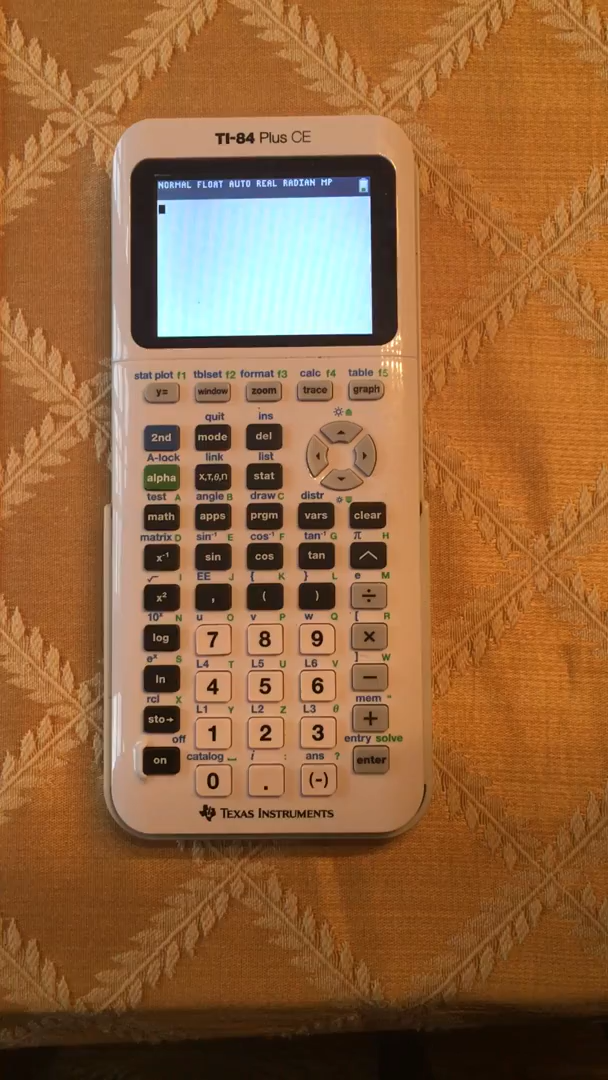 TI-84 Plus CE
NORMAL FLOAT AUTO REAL RADIAN MP
stat plot f1 tblset f2 format f3 calc f4 table f5
y= window zoom trace graph
quit ins
2nd mode del
A-lock link list
alpha X,T,θ,n stat
test A angle B draw C distr
math apps prgm vars clear
matrix D sin⁻¹ E cos⁻¹ F tan⁻¹ G π H
x⁻¹ sin cos tan ^
√ I EE J { K } L e M
x² , ( ) ÷
10ˣ N u O v P w Q [ R
log 7 8 9 ×
eˣ S L4 T L5 U L6 V ] W
ln 4 5 6 −
rcl X L1 Y L2 Z L3 θ mem "
sto→ 1 2 3 +
off catalog i : ans ? entry solve
on 0 . (-) enter
TEXAS INSTRUMENTS